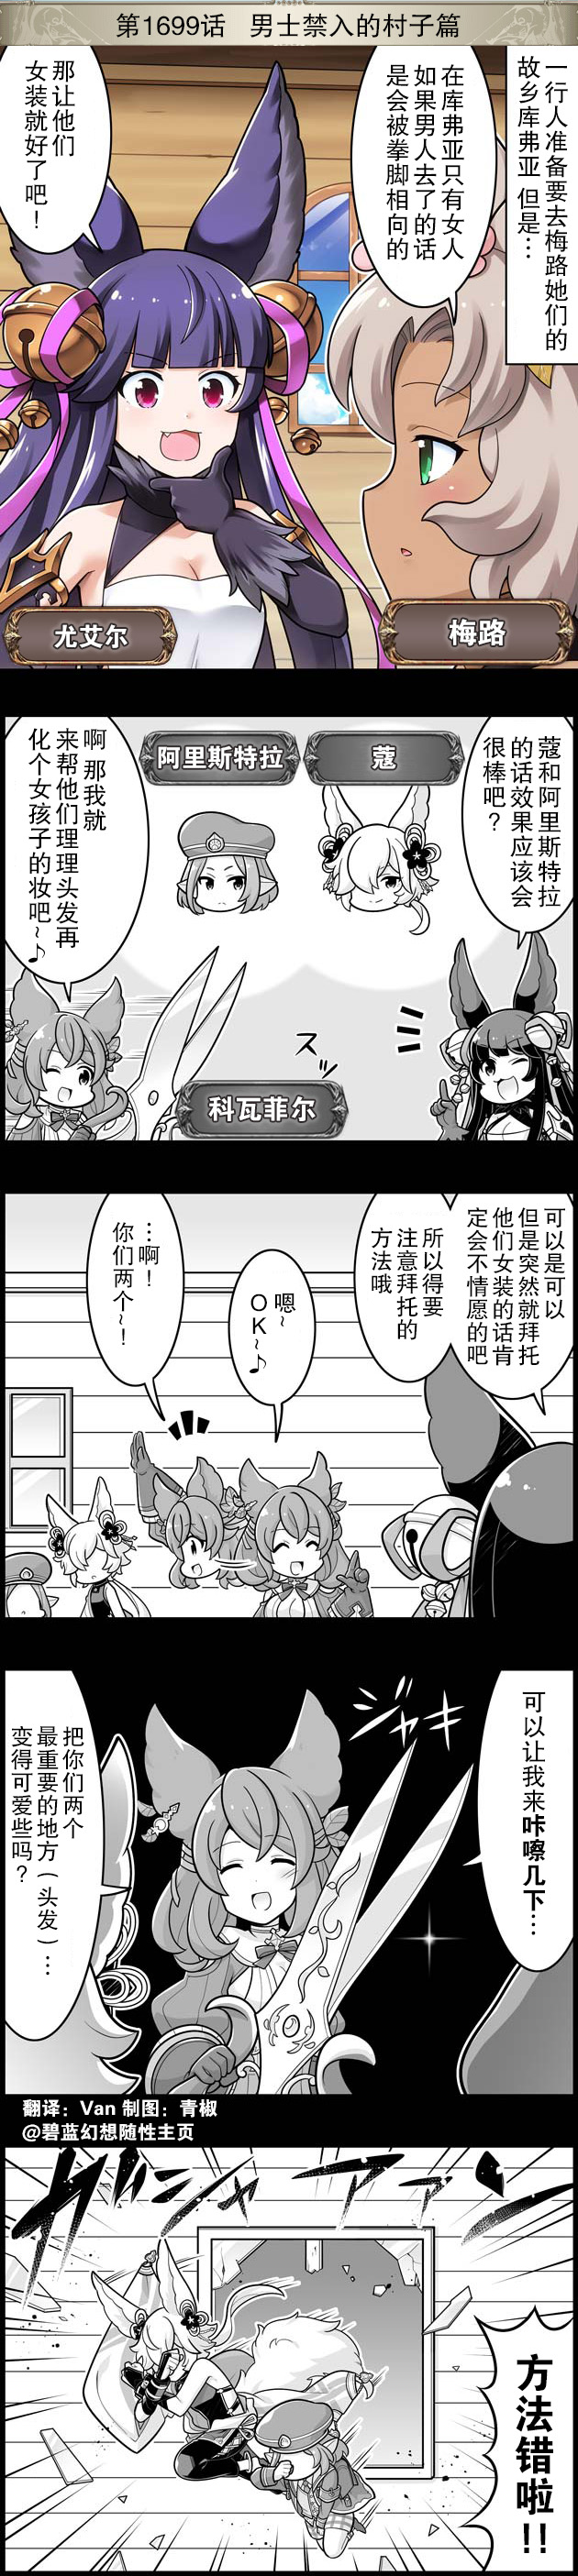 第1699话　男士禁入的村子篇
一行人准备要去梅路她们的
故乡库弗亚 但是…
在库弗亚只有女人
如果男人去了的话
是会被拳脚相向的
那让他们
女装就好了吧！
尤艾尔
梅路
蔻和阿里斯特拉
的话效果应该会
很棒吧？
阿里斯特拉
蔻
啊 那我就
来帮他们理理头发再
化个女孩子的妆吧~♪
スッ
科瓦菲尔
可以是可以
但是突然就拜托
他们女装的话肯
定会不情愿的吧
所以得要
注意拜托的
方法哦
嗯~
OK~♪
…啊！
你们两个~！
ジャキ
可以让我来咔嚓几下…
把你们两个
最重要的地方(头发)…
变得可爱些吗？
翻译：Van 制图：青椒
@碧蓝幻想随性主页
ガシャアアン
方法错啦!!